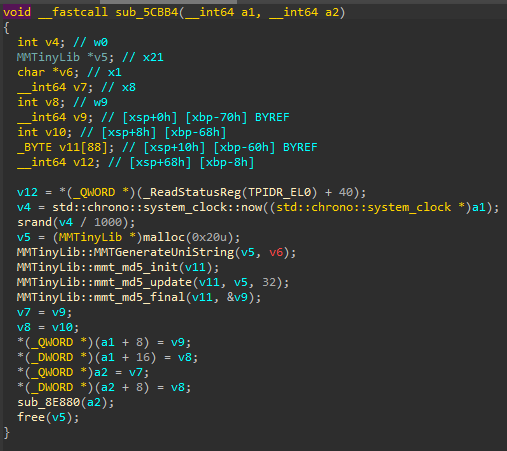 void __fastcall sub_5CBB4(__int64 a1, __int64 a2)
{
  int v4; // w0
  MMTinyLib *v5; // x21
  char *v6; // x1
  __int64 v7; // x8
  int v8; // w9
  __int64 v9; // [xsp+0h] [xbp-70h] BYREF
  int v10; // [xsp+8h] [xbp-68h]
  _BYTE v11[88]; // [xsp+10h] [xbp-60h] BYREF
  __int64 v12; // [xsp+68h] [xbp-8h]

  v12 = *(_QWORD *)(_ReadStatusReg(TPIDR_EL0) + 40);
  v4 = std::chrono::system_clock::now((std::chrono::system_clock *)a1);
  srand(v4 / 1000);
  v5 = (MMTinyLib *)malloc(0x20u);
  MMTinyLib::MMTGenerateUniString(v5, v6);
  MMTinyLib::mmt_md5_init(v11);
  MMTinyLib::mmt_md5_update(v11, v5, 32);
  MMTinyLib::mmt_md5_final(v11, &v9);
  v7 = v9;
  v8 = v10;
  *(_QWORD *)(a1 + 8) = v9;
  *(_DWORD *)(a1 + 16) = v8;
  *(_QWORD *)a2 = v7;
  *(_DWORD *)(a2 + 8) = v8;
  sub_8E880(a2);
  free(v5);
}